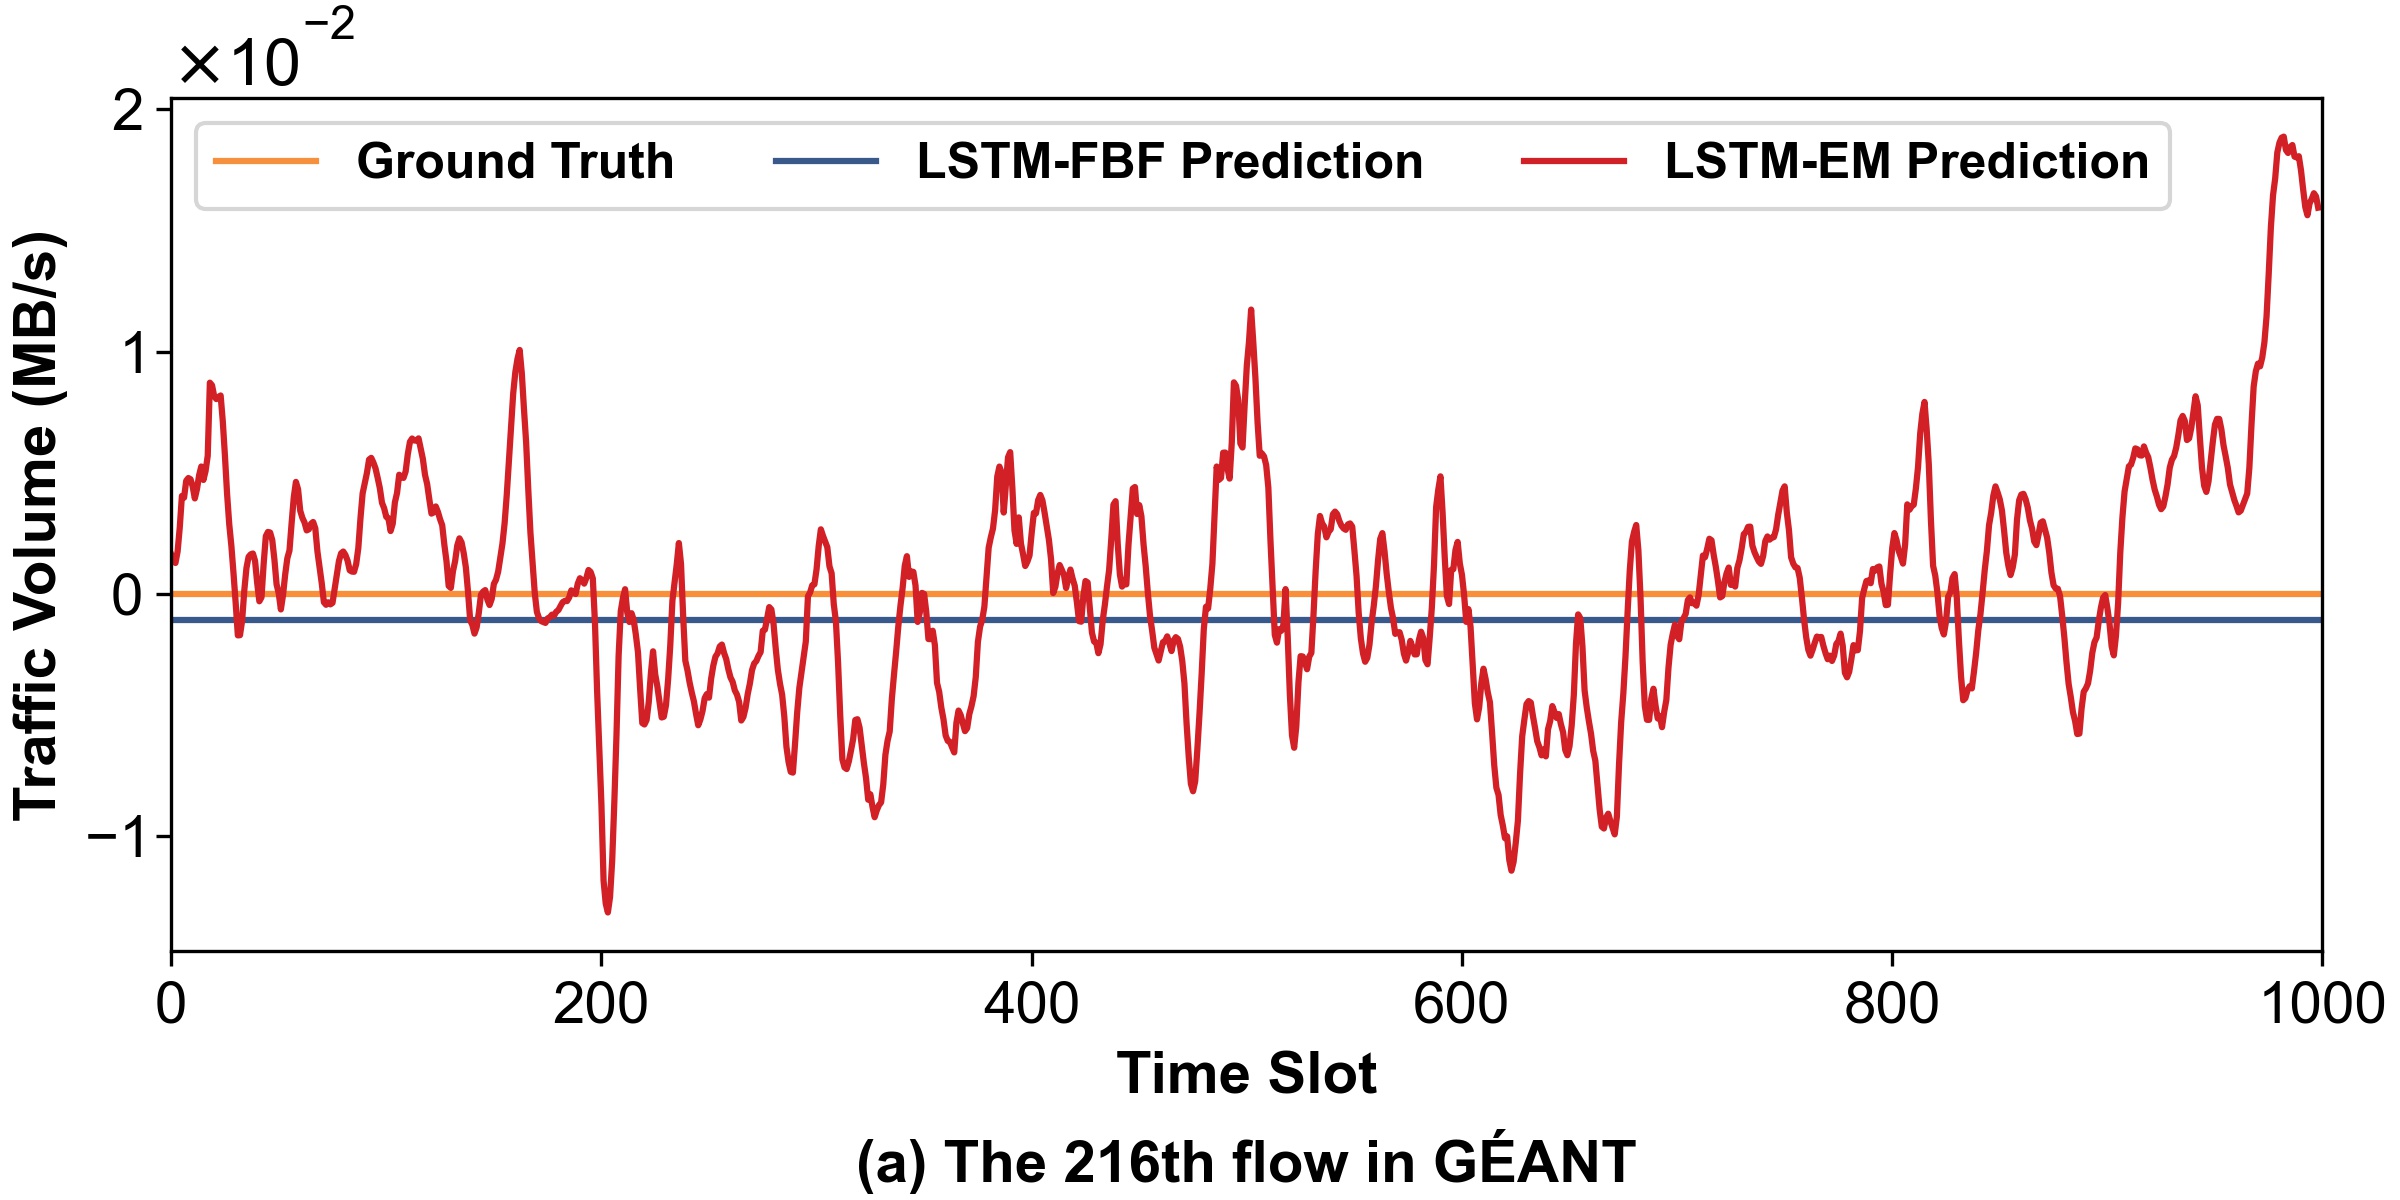 ×10⁻²
2
1
0
−1
Traffic Volume (MB/s)
Ground Truth LSTM-FBF Prediction LSTM-EM Prediction
0 200 400 600 800 1000
Time Slot
(a) The 216th flow in GÉANT